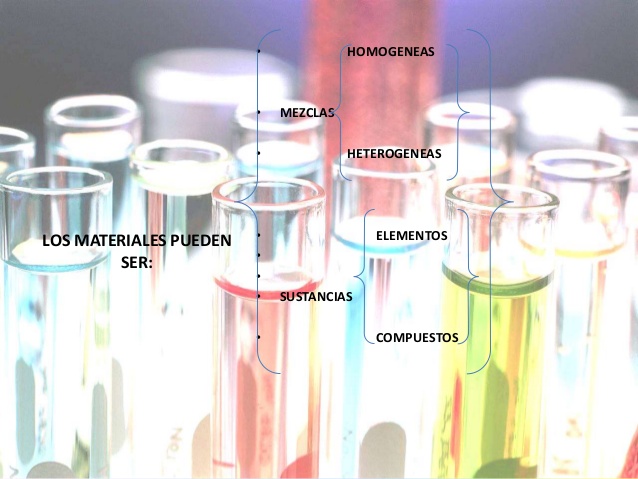 • HOMOGENEAS
• MEZCLAS
• HETEROGENEAS
LOS MATERIALES PUEDEN
SER:
• ELEMENTOS
•
•
• SUSTANCIAS
• COMPUESTOS